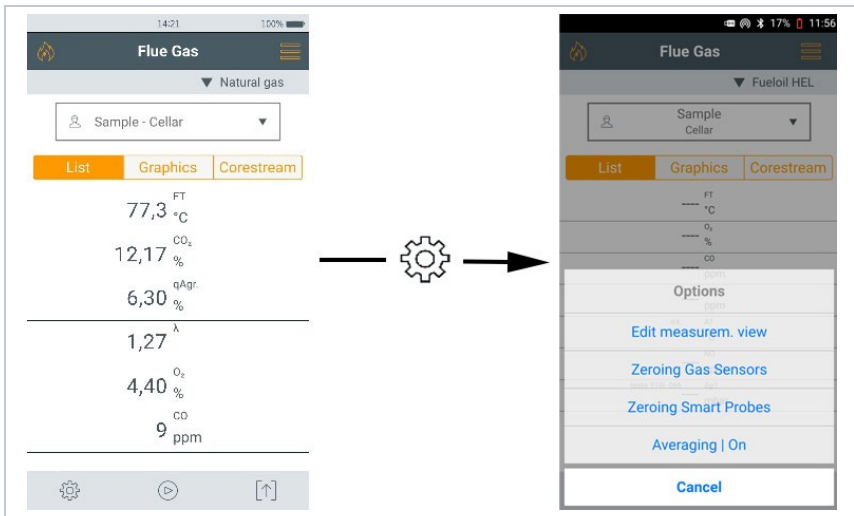 14:21 100%
Flue Gas
▼ Natural gas
Sample - Cellar ▼
List Graphics Corestream
77,3 FT °C
12,17 CO₂ %
6,30 qAgr. %
1,27 λ
4,40 O₂ %
9 CO ppm
17% 11:56
Flue Gas
▼ Fueloil HEL
Sample ▼
Cellar
List Graphics Corestream
---- FT °C
---- O₂ %
---- CO ppm
Options
ppm
Edit measurem. view
Zeroing Gas Sensors
Zeroing Smart Probes
Averaging | On
Cancel